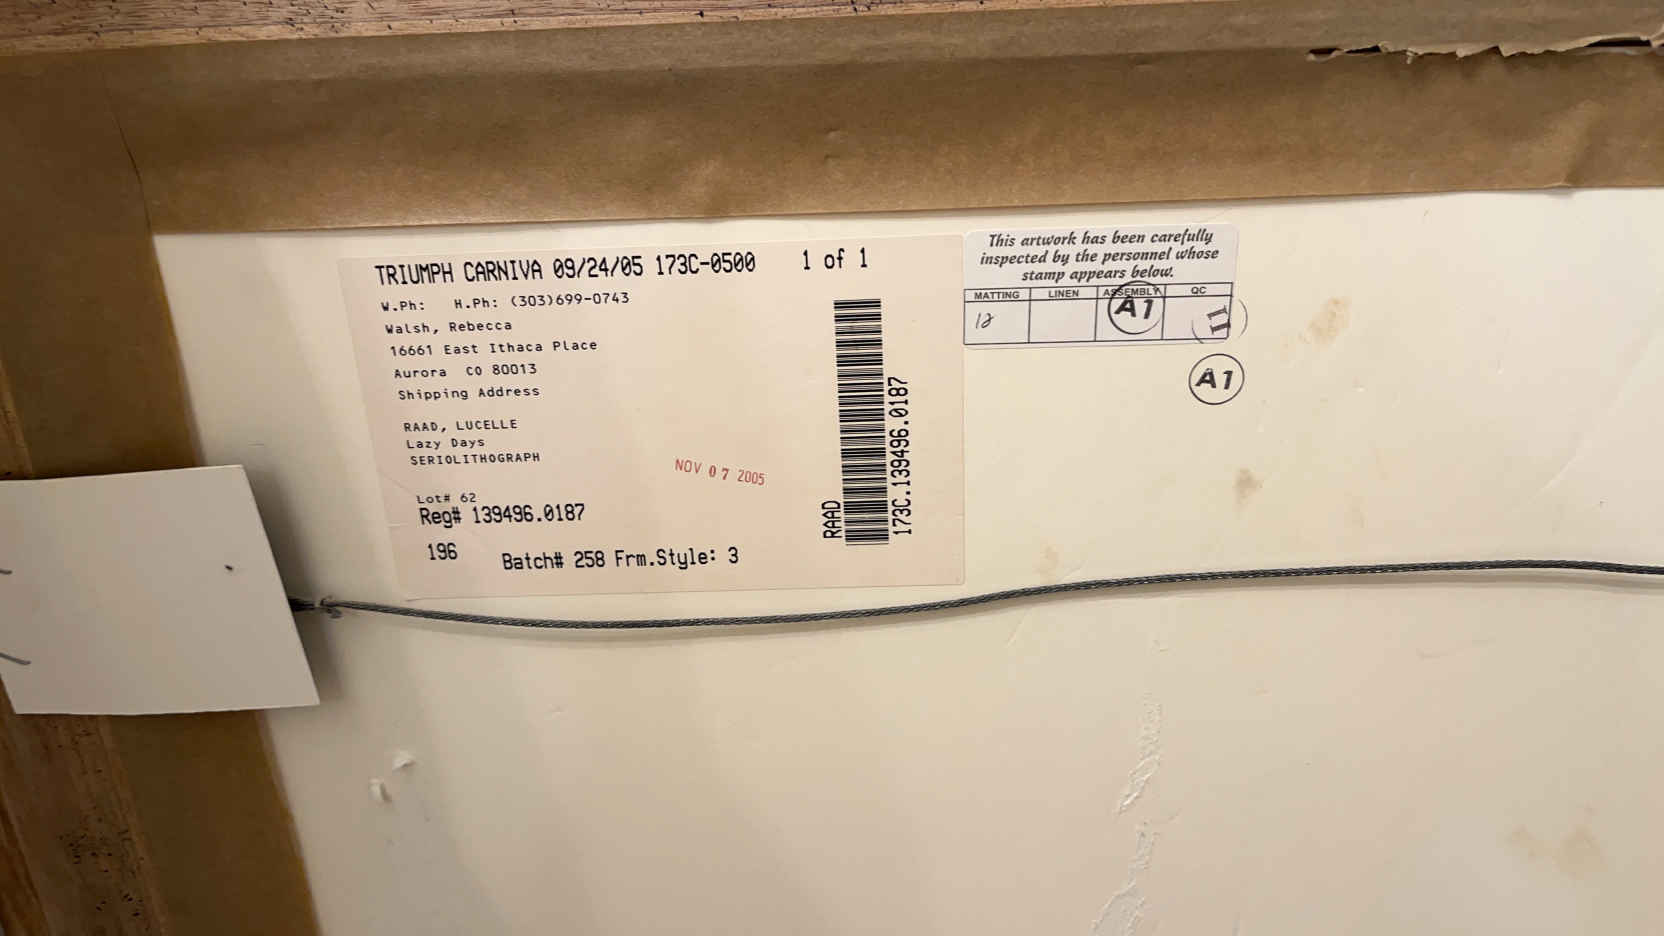 TRIUMPH CARNIVA 09/24/05 173C-0500 1 of 1
W.Ph: H.Ph: (303)699-0743
Walsh, Rebecca
16661 East Ithaca Place
Aurora CO 80013
Shipping Address
RAAD, LUCELLE
Lazy Days
SERIOLITHOGRAPH
NOV 07 2005
Lot# 62
Reg# 139496.0187
196 Batch# 258 Frm.Style: 3
RAAD
173C.139496.0187
This artwork has been carefully
inspected by the personnel whose
stamp appears below.
MATTING LINEN ASSEMBLY QC
12 A1 11
A1